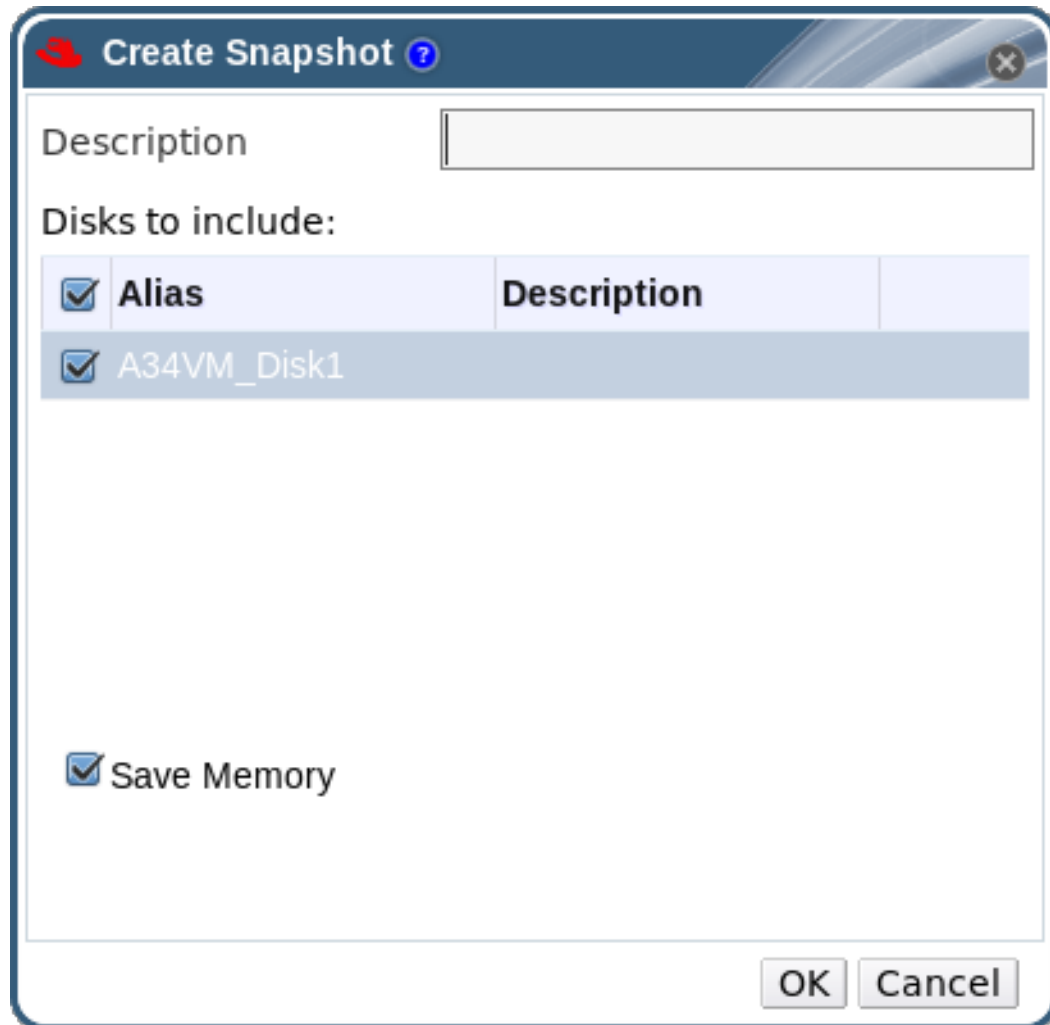 Create Snapshot ?
Description
Disks to include:
Alias Description
A34VM_Disk1
Save Memory
OK Cancel